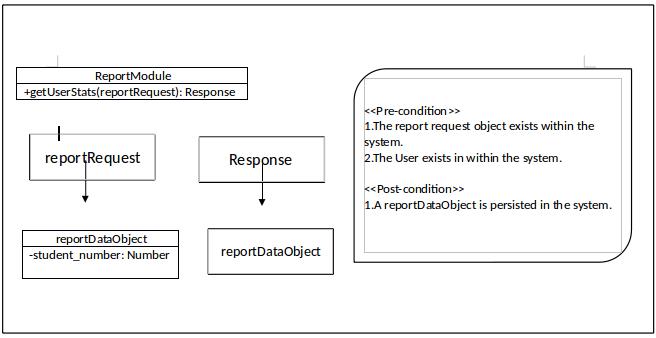 ReportModule
+getUserStats(reportRequest): Response
reportRequest
Response
reportDataObject
-student_number: Number
reportDataObject
<<Pre-condition>>
1.The report request object exists within the
system.
2.The User exists in within the system.
<<Post-condition>>
1.A reportDataObject is persisted in the system.